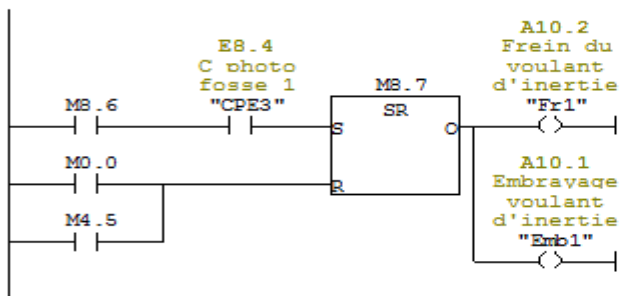 A10.2
Frein du
voulant
d'inertie
"Fr1"
E8.4
C photo
fosse 1
"CPE3"
M8.7
SR
M8.6
S
Q
M0.0
R
M4.5
A10.1
Embrayage
voulant
d'inertie
"Emb1"